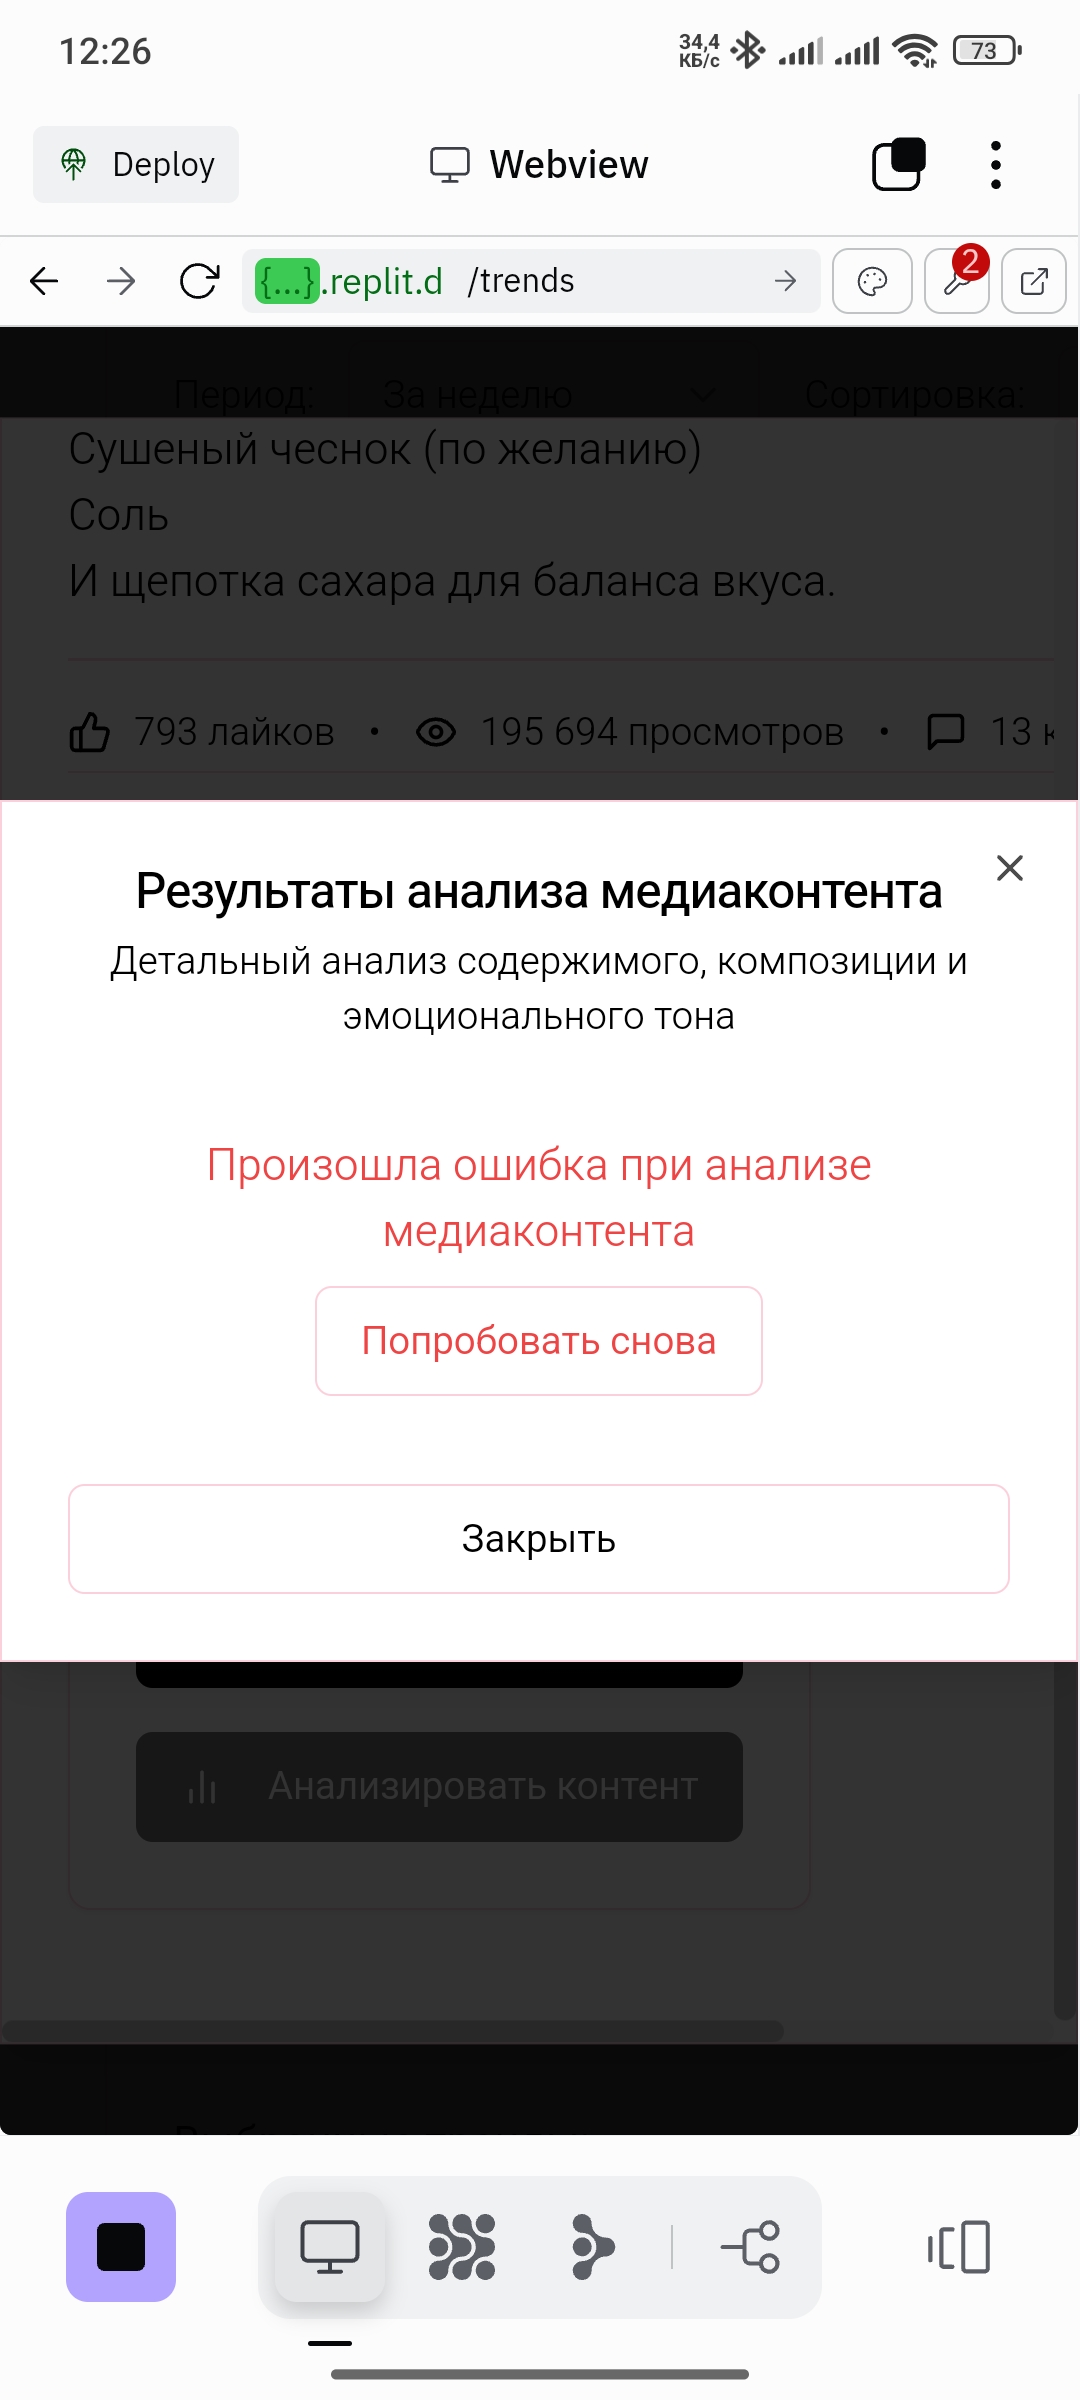 12:26
34,4
КБ/с
73
Deploy
Webview
{...}.replit.d /trends
2
Период: За неделю Сортировка:
Сушеный чеснок (по желанию)
Соль
И щепотка сахара для баланса вкуса.
793 лайков • 195 694 просмотров • 13 к
Результаты анализа медиаконтента
Детальный анализ содержимого, композиции и
эмоционального тона
Произошла ошибка при анализе
медиаконтента
Попробовать снова
Закрыть
Анализировать контент